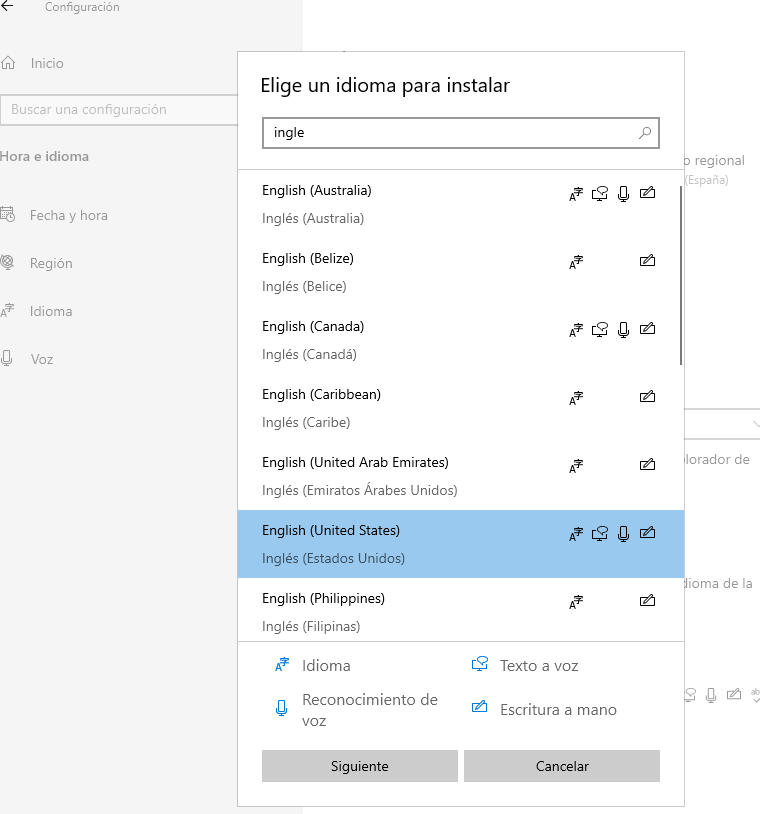 Configuración
Inicio
Buscar una configuración
Hora e idioma
Fecha y hora
Región
Idioma
Voz
Elige un idioma para instalar
ingle
English (Australia)
Inglés (Australia)
English (Belize)
Inglés (Belice)
English (Canada)
Inglés (Canadá)
English (Caribbean)
Inglés (Caribe)
English (United Arab Emirates)
Inglés (Emiratos Árabes Unidos)
English (United States)
Inglés (Estados Unidos)
English (Philippines)
Inglés (Filipinas)
Idioma
Texto a voz
Reconocimiento de
voz
Escritura a mano
Siguiente
Cancelar
o regional
(España)
lorador de
dioma de la